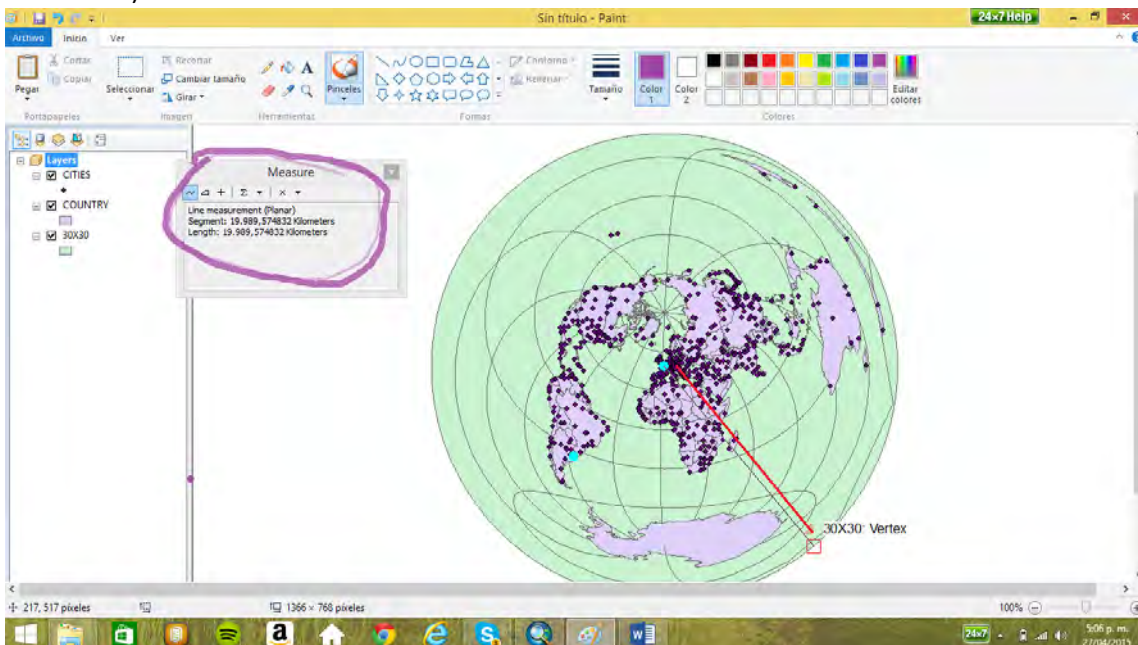 Sin título - Paint
24x7 Help
Archivo Inicio Ver
Pegar
Cortar
Copiar
Portapapeles
Seleccionar
Recortar
Cambiar tamaño
Girar
Imagen
A
Herramientas
Pinceles
Contorno
Rellenar
Formas
Tamaño
Color 1
Color 2
Editar colores
Colores
Layers
CITIES
COUNTRY
30X30
Measure
+ Σ ×
Line measurement (Planar)
Segment: 19.989,574832 Kilometers
Length: 19.989,574832 Kilometers
30X30: Vertex
217, 517 píxeles
1366 × 768 píxeles
100%
a
S
W
24x7
5:06 p. m.
27/04/2015